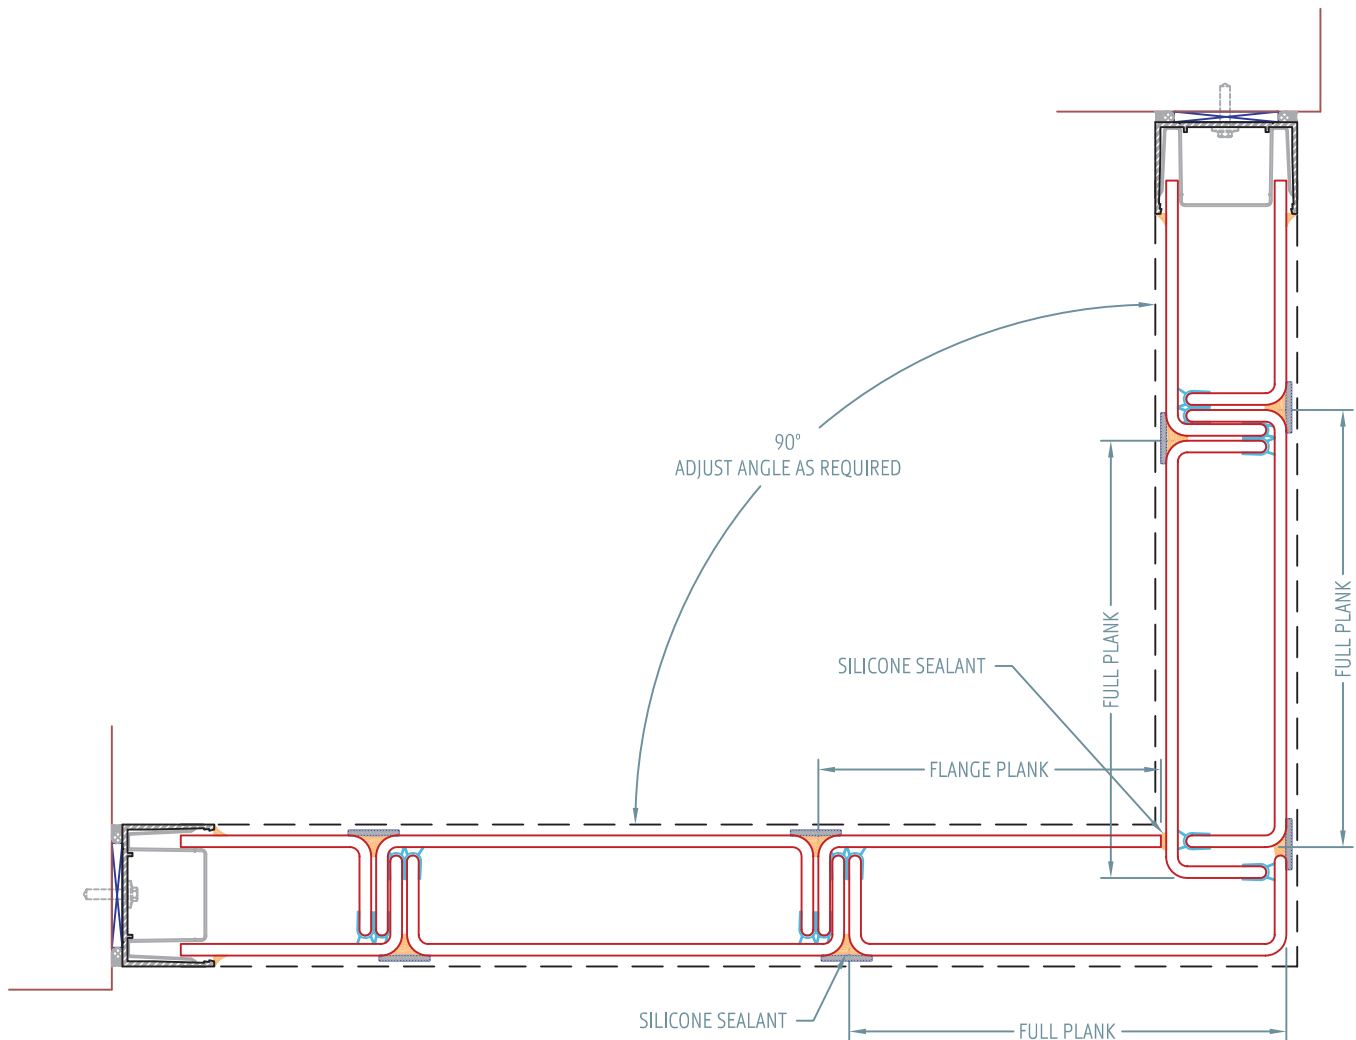 90°
ADJUST ANGLE AS REQUIRED
FULL PLANK
FULL PLANK
SILICONE SEALANT
FLANGE PLANK
SILICONE SEALANT
FULL PLANK